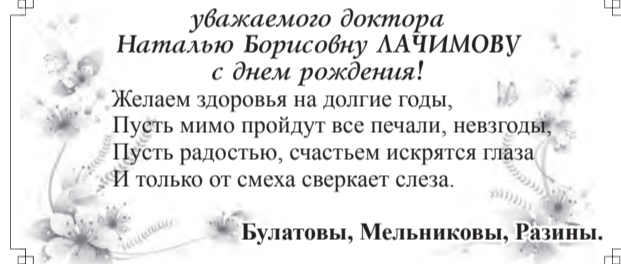 уважаемого доктора
Наталью Борисовну ЛАЧИМОВУ
с днем рождения!
Желаем здоровья на долгие годы,
Пусть мимо пройдут все печали, невзгоды,
Пусть радостью, счастьем искрятся глаза
И только от смеха сверкает слеза.
Булатовы, Мельниковы, Разины.